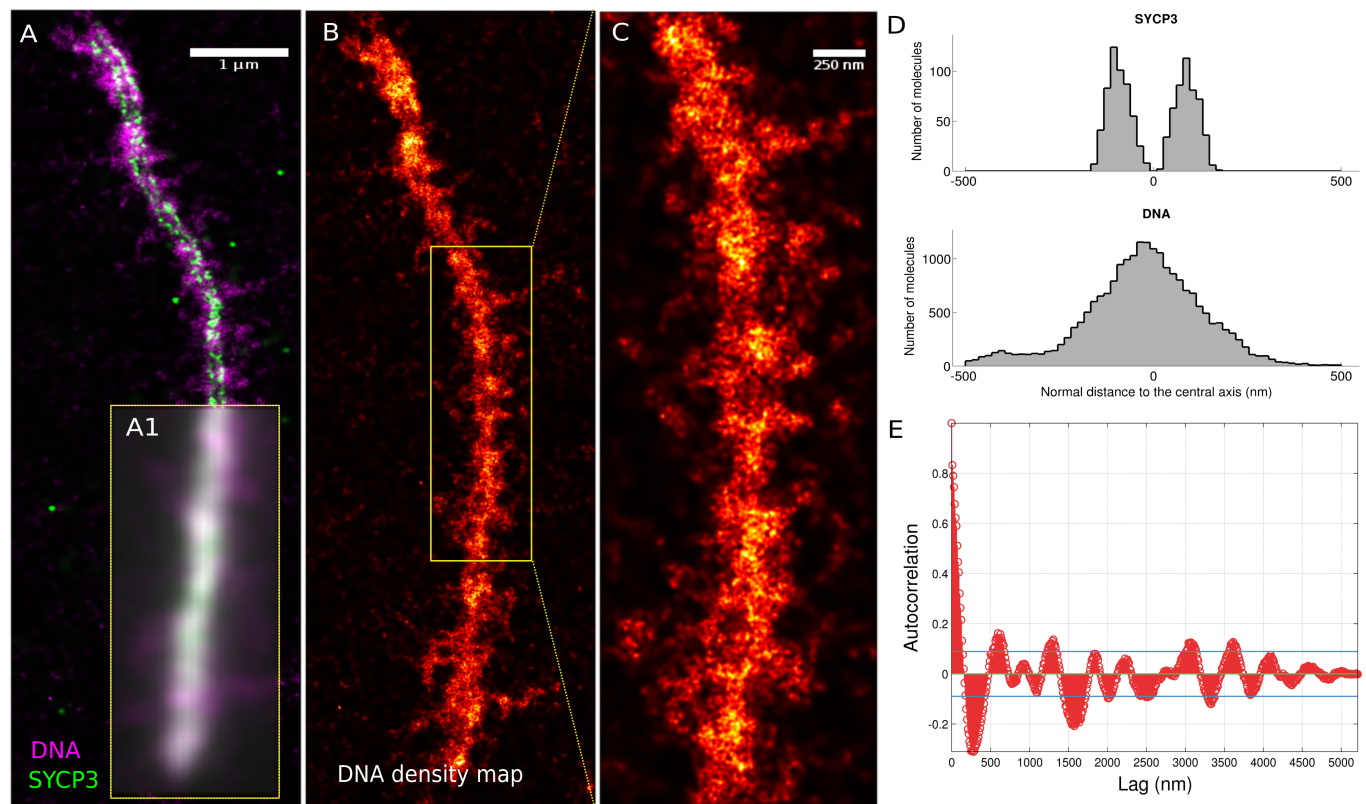 A
1 µm
A1
DNA
SYCP3
B
DNA density map
C
250 nm
D
SYCP3
Number of molecules
100
50
0
-500
0
500
DNA
Number of molecules
1000
500
0
-500
0
500
Normal distance to the central axis (nm)
E
Autocorrelation
0.8
0.6
0.4
0.2
0
-0.2
0
500
1000
1500
2000
2500
3000
3500
4000
4500
5000
Lag (nm)